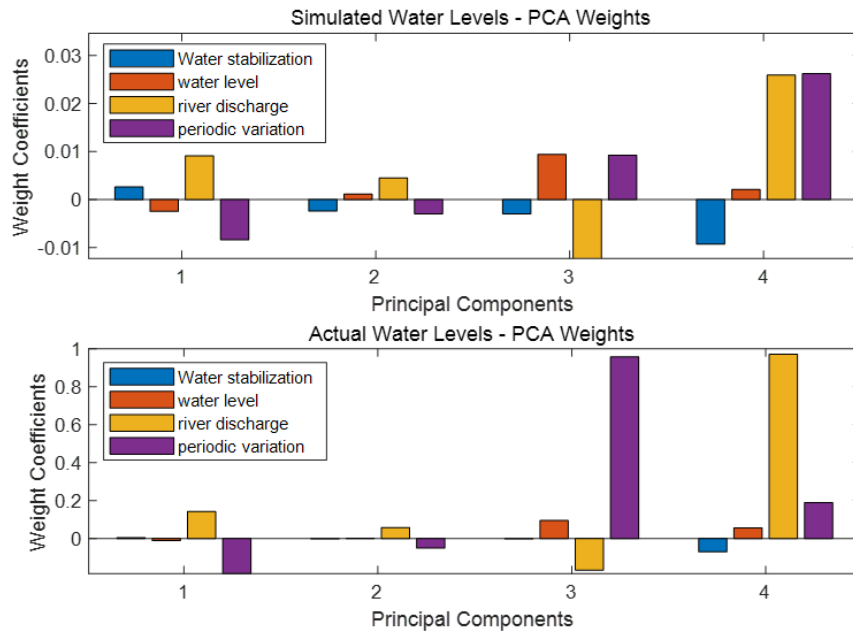 Simulated Water Levels - PCA Weights
0.03
0.02
0.01
0
-0.01
Weight Coefficients
Water stabilization
water level
river discharge
periodic variation
1 2 3 4
Principal Components
Actual Water Levels - PCA Weights
1
0.8
0.6
0.4
0.2
0
Weight Coefficients
Water stabilization
water level
river discharge
periodic variation
1 2 3 4
Principal Components